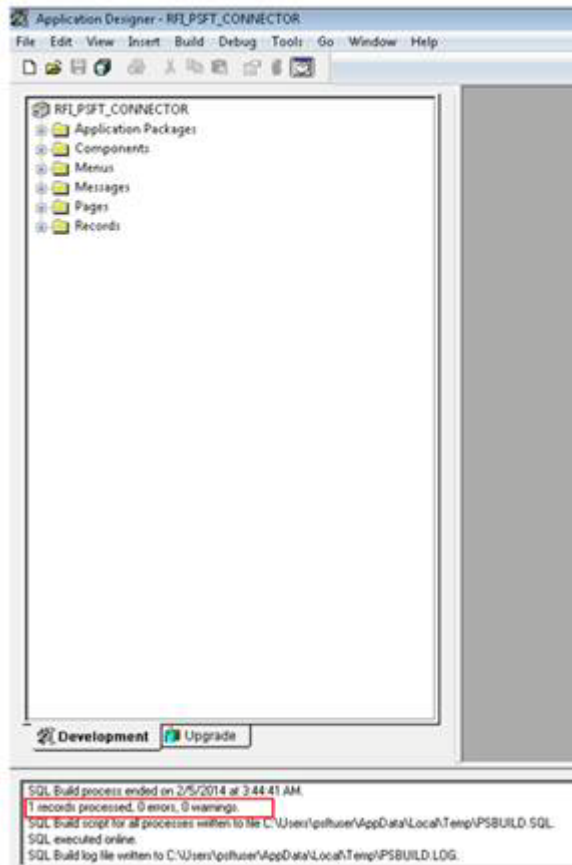 Application Designer - RFI_PSFT_CONNECTOR
File Edit View Insert Build Debug Tools Go Window Help
RFI_PSFT_CONNECTOR
Application Packages
Components
Menus
Messages
Pages
Records
Development Upgrade
SQL Build process ended on 2/5/2014 at 3:44:41 AM.
1 records processed, 0 errors, 0 warnings.
SQL Build script for all processes written to file C:\Users\psftuser\AppData\Local\Temp\PSBUILD.SQL.
SQL executed online.
SQL Build log file written to C:\Users\psftuser\AppData\Local\Temp\PSBUILD.LOG.